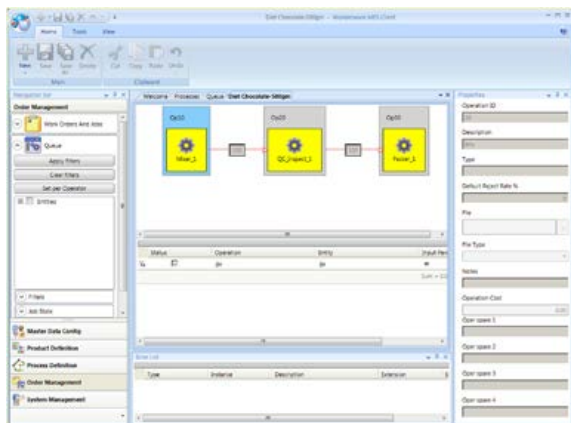 Diet Chocolate-500gm - Wonderware MES Client
Home Tools View
New Save Save All Delete Cut Copy Paste Undo
Main Clipboard
Navigation Bar
Order Management
Work Orders And Jobs
Queue
Apply Filters
Clear Filters
Set per Operator
Entities
Filters
Job State
Master Data Config
Product Definition
Process Definition
Order Management
System Management
Welcome Processes Queue Diet Chocolate-500gm
Op10 Op20 Op30
Mixer_1 QC_Inspect_1 Packer_1
Status Operation Entity Input Per
Error List
Type Instance Description Extension
Properties
Operation ID
Description
Type
Default Reject Rate %
File
File Type
Notes
Operation Cost
Oper spare 1
Oper spare 2
Oper spare 3
Oper spare 4